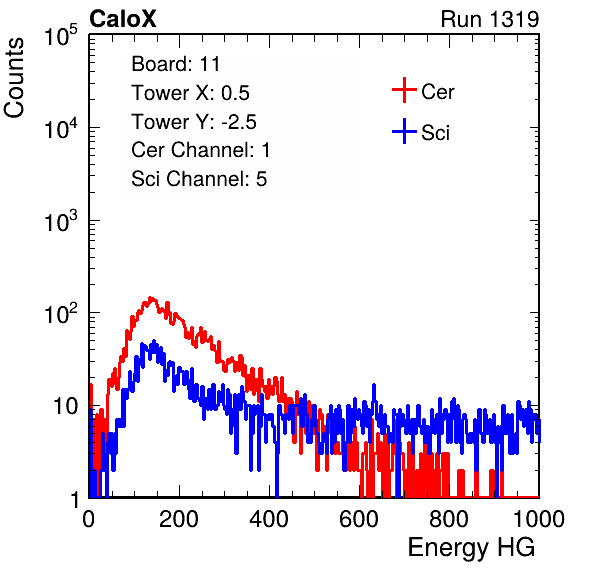 CaloX
Run 1319
Counts
10^5
10^4
10^3
10^2
10
1
Board: 11
Tower X: 0.5
Tower Y: -2.5
Cer Channel: 1
Sci Channel: 5
Cer
Sci
0 200 400 600 800 1000
Energy HG